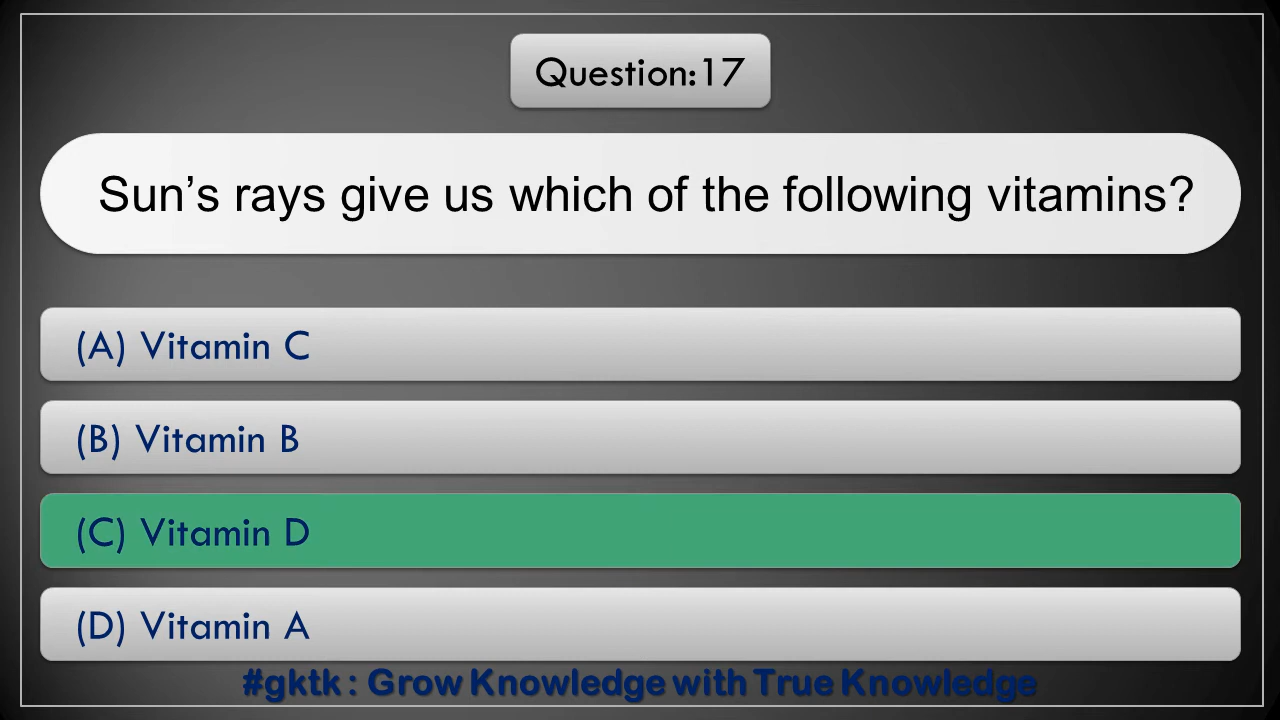 Question:17
Sun’s rays give us which of the following vitamins?
(A) Vitamin C
(B) Vitamin B
(C) Vitamin D
(D) Vitamin A
#gktk : Grow Knowledge with True Knowledge